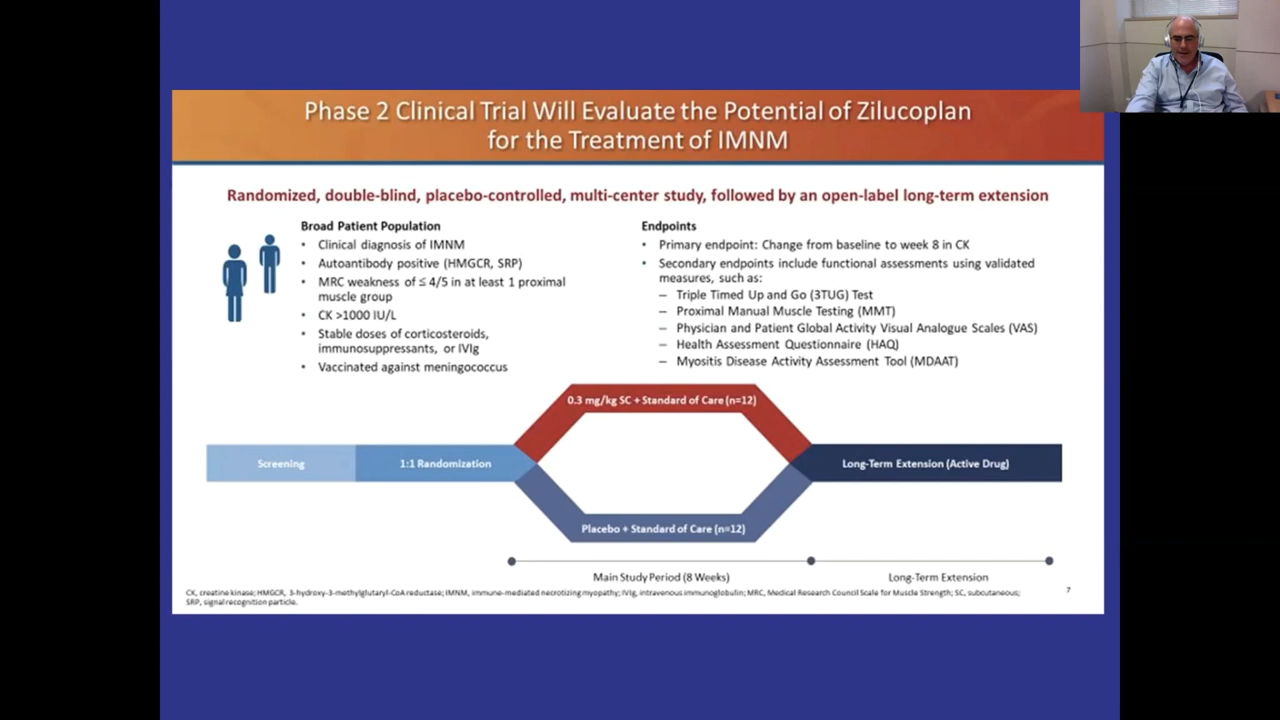 Phase 2 Clinical Trial Will Evaluate the Potential of Zilucoplan
for the Treatment of IMNM
Randomized, double-blind, placebo-controlled, multi-center study, followed by an open-label long-term extension
Broad Patient Population
• Clinical diagnosis of IMNM
• Autoantibody positive (HMGCR, SRP)
• MRC weakness of ≤ 4/5 in at least 1 proximal
muscle group
• CK >1000 IU/L
• Stable doses of corticosteroids,
immunosuppressants, or IVIg
• Vaccinated against meningococcus
Endpoints
• Primary endpoint: Change from baseline to week 8 in CK
• Secondary endpoints include functional assessments using validated
measures, such as:
– Triple Timed Up and Go (3TUG) Test
– Proximal Manual Muscle Testing (MMT)
– Physician and Patient Global Activity Visual Analogue Scales (VAS)
– Health Assessment Questionnaire (HAQ)
– Myositis Disease Activity Assessment Tool (MDAAT)
0.3 mg/kg SC + Standard of Care (n=12)
Screening
1:1 Randomization
Long-Term Extension (Active Drug)
Placebo + Standard of Care (n=12)
Main Study Period (8 Weeks)
Long-Term Extension
CK, creatine kinase; HMGCR, 3-hydroxy-3-methylglutaryl-CoA reductase; IMNM, immune-mediated necrotizing myopathy; IVIg, intravenous immunoglobulin; MRC, Medical Research Council Scale for Muscle Strength; SC, subcutaneous;
SRP, signal recognition particle.
7